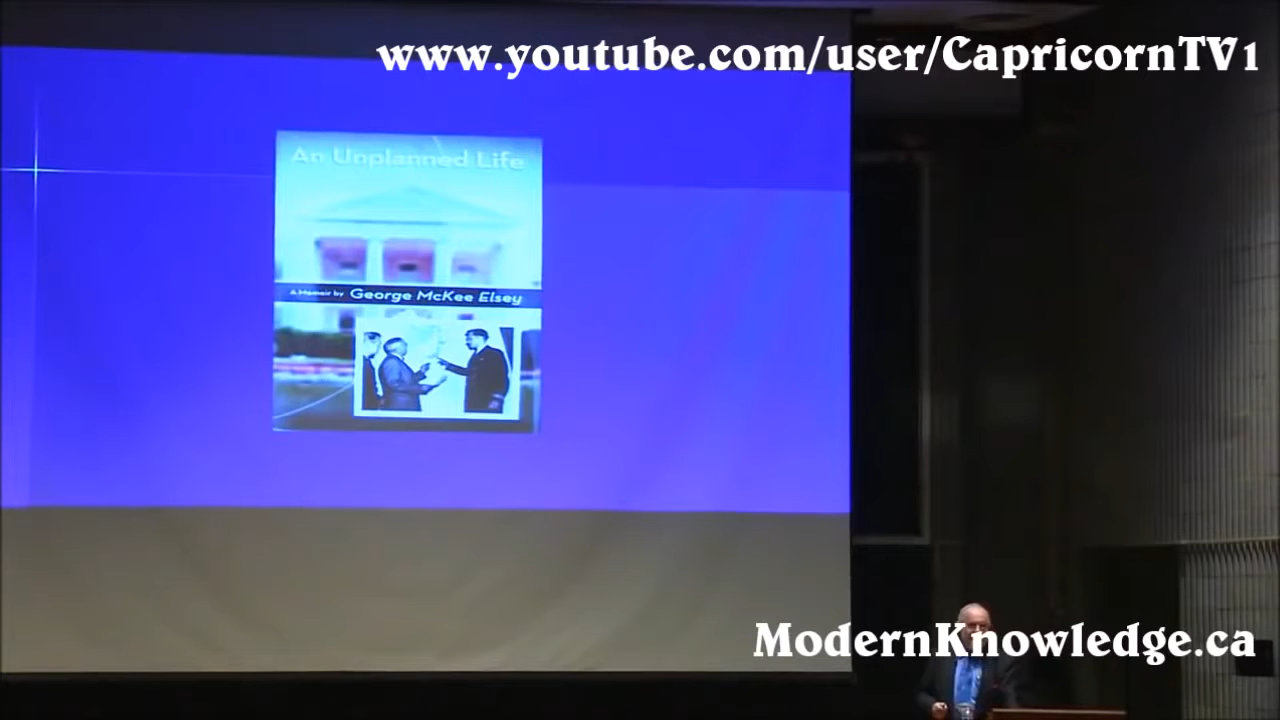 www.youtube.com/user/CapricornTV1
An Unplanned Life
A Memoir by George McKee Elsey
ModernKnowledge.ca